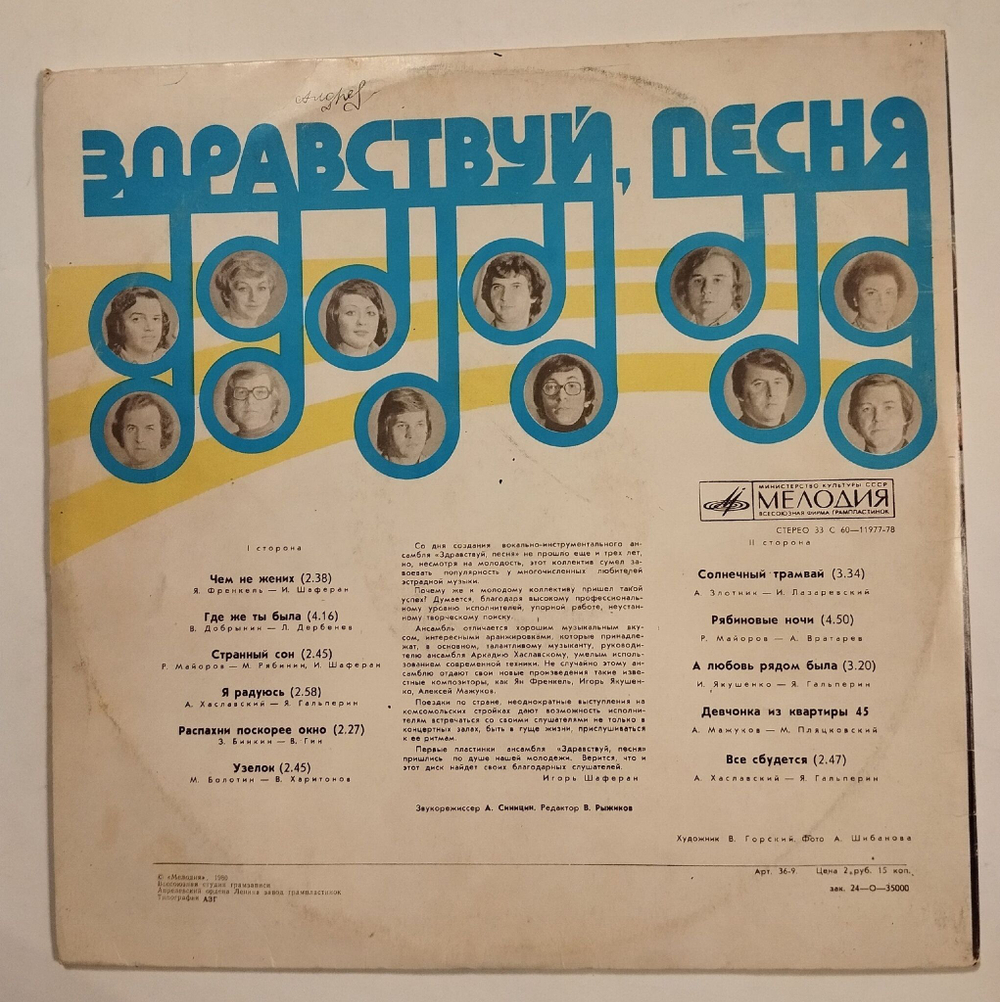 Андрей
ЗДРАВСТВУЙ, ПЕСНЯ
МИНИСТЕРСТВО КУЛЬТУРЫ СССР
МЕЛОДИЯ
ВСЕСОЮЗНАЯ ФИРМА ГРАМПЛАСТИНОК
СТЕРЕО 33 С 60—11977-78
I сторона
Чем не жених (2.38)
Я. Френкель — И. Шаферан
Где же ты была (4.16)
В. Добрынин — Л. Дербенев
Странный сон (2.45)
Р. Майоров — М. Рябинин, И. Шаферан
Я радуюсь (2.58)
А. Хаславский — Я. Гальперин
Распахни поскорее окно (2.27)
З. Бинкин — В. Гин
Узелок (2.45)
М. Болотин — В. Харитонов
Со дня создания вокально-инструментального ан-
самбля «Здравствуй, песня» не прошло еще и трех лет,
но, несмотря на молодость, этот коллектив сумел за-
воевать популярность у многочисленных любителей
эстрадной музыки.
Почему же к молодому коллективу пришел такой
успех? Думается, благодаря высокому профессиональ-
ному уровню исполнителей, упорной работе, неустан-
ному творческому поиску.
Ансамбль отличается хорошим музыкальным вку-
сом, интересными аранжировками, которые принадле-
жат, в основном, талантливому музыканту, руководи-
телю ансамбля Аркадию Хаславскому, умелым исполь-
зованием современной техники. Не случайно этому ан-
самблю отдают свои новые произведения такие изве-
стные композиторы, как Ян Френкель, Игорь Якушен-
ко, Алексей Мажуков.
Поездки по стране, неоднократные выступления на
комсомольских стройках дают возможность исполни-
телям встречаться со своими слушателями не только в
концертных залах, быть в гуще жизни, прислушиваться
к ее ритмам.
Первые пластинки ансамбля «Здравствуй, песня»
пришлись по душе нашей молодежи. Верится, что и
этот диск найдет своих благодарных слушателей.
Игорь Шаферан
Звукорежиссер А. Синицин, Редактор В. Рыжиков
II сторона
Солнечный трамвай (3.34)
А. Злотник — И. Лазаревский
Рябиновые ночи (4.50)
Р. Майоров — А. Вратарев
А любовь рядом была (3.20)
И. Якушенко — Я. Гальперин
Девчонка из квартиры 45
А. Мажуков — М. Пляцковский
Все сбудется (2.47)
А. Хаславский — Я. Гальперин
Художник В. Горский. Фото А. Шибанова
© «Мелодия», 1980
Всесоюзная студия грамзаписи
Апрелевский ордена Ленина завод грампластинок
Типография АЗГ
Арт. 36-9. Цена 2 руб. 15 коп.
зак. 24—О—35000